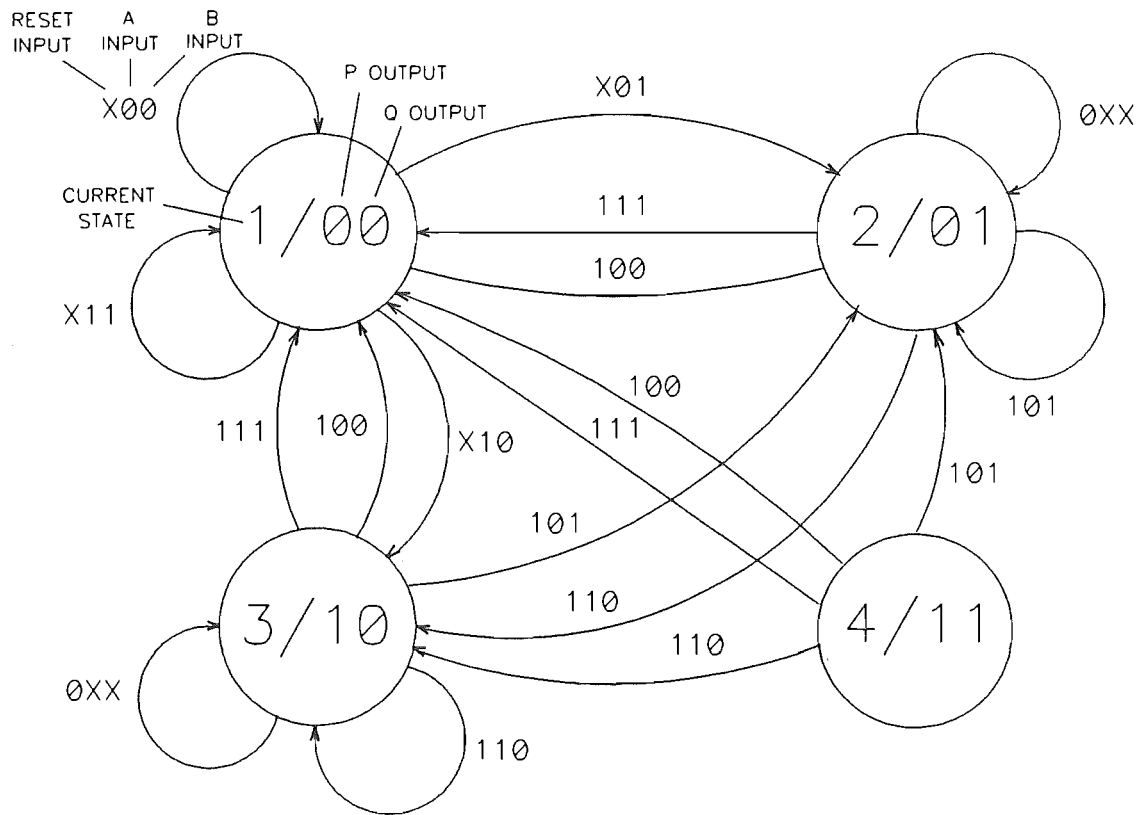 RESET
INPUT
A
INPUT
B
INPUT
X00
P OUTPUT
Q OUTPUT
X01
0XX
CURRENT
STATE
1/00
111
2/01
100
X11
101
100
111
111
100
X10
101
101
3/10
110
4/11
110
0XX
110